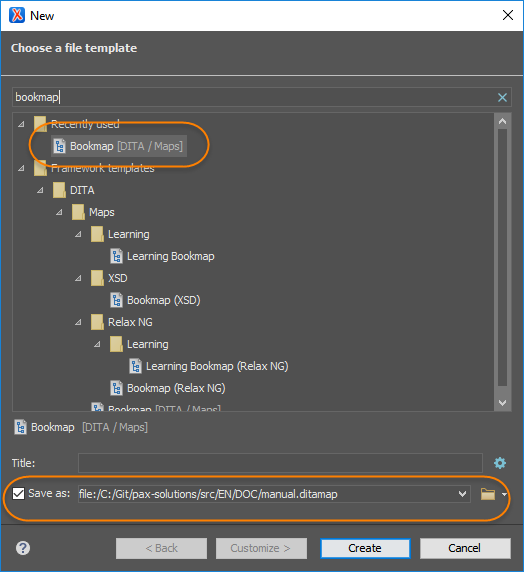 New
Choose a file template
bookmap
Recently used
Bookmap [DITA / Maps]
Framework templates
DITA
Maps
Learning
Learning Bookmap
XSD
Bookmap (XSD)
Relax NG
Learning
Learning Bookmap (Relax NG)
Bookmap (Relax NG)
Bookmap [DITA / Maps]
Bookmap [DITA / Maps]
Title:
Save as: file:/C:/Git/pax-solutions/src/EN/DOC/manual.ditamap
? < Back Customize > Create Cancel